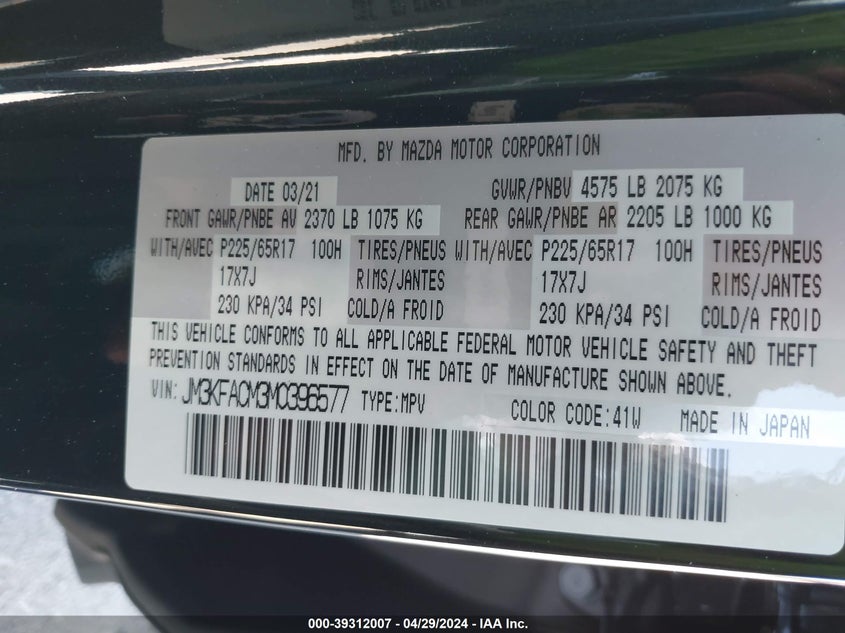 MFD. BY MAZDA MOTOR CORPORATION
DATE 03/21 GVWR/PNBV 4575 LB 2075 KG
FRONT GAWR/PNBE AV 2370 LB 1075 KG REAR GAWR/PNBE AR 2205 LB 1000 KG
WITH/AVEC P225/65R17 100H TIRES/PNEUS WITH/AVEC P225/65R17 100H TIRES/PNEUS
17X7J RIMS/JANTES 17X7J RIMS/JANTES
230 KPA/34 PSI COLD/A FROID 230 KPA/34 PSI COLD/A FROID
THIS VEHICLE CONFORMS TO ALL APPLICABLE FEDERAL MOTOR VEHICLE SAFETY AND THEFT
PREVENTION STANDARDS IN EFFECT ON THE DATE OF MANUFACTURE SHOWN ABOVE.
VIN: JM3KFACM3M0396577 TYPE:MPV COLOR CODE:41W MADE IN JAPAN
000-39312007 - 04/29/2024 - IAA Inc.